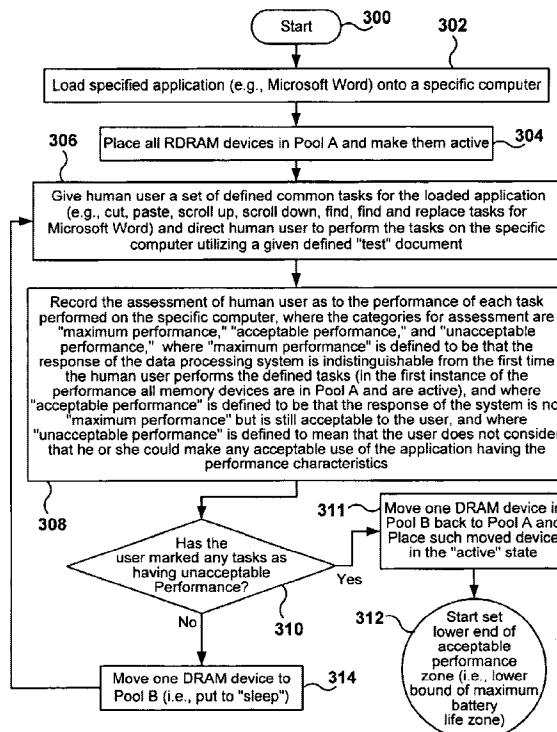 Start
300
302
Load specified application (e.g., Microsoft Word) onto a specific computer
Place all RDRAM devices in Pool A and make them active
304
306
Give human user a set of defined common tasks for the loaded application
(e.g., cut, paste, scroll up, scroll down, find, find and replace tasks for
Microsoft Word) and direct human user to perform the tasks on the specific
computer utilizing a given defined "test" document
Record the assessment of human user as to the performance of each task
performed on the specific computer, where the categories for assessment are
"maximum performance," "acceptable performance," and "unacceptable
performance," where "maximum performance" is defined to be that the
response of the data processing system is indistinguishable from the first time
the human user performs the defined tasks (in the first instance of the
performance all memory devices are in Pool A and are active), and where
"acceptable performance" is defined to be that the response of the system is no
"maximum performance" but is still acceptable to the user, and where
"unacceptable performance" is defined to mean that the user does not consider
that he or she could make any acceptable use of the application having the
performance characteristics
308
Has the
user marked any tasks as
having unacceptable
Performance?
310
Yes
No
311
Move one DRAM device in
Pool B back to Pool A and
Place such moved device
in the "active" state
312
Start set
lower end of
acceptable
performance
zone (i.e., lower
bound of maximum
battery
life zone)
Move one DRAM device to
Pool B (i.e., put to "sleep")
314